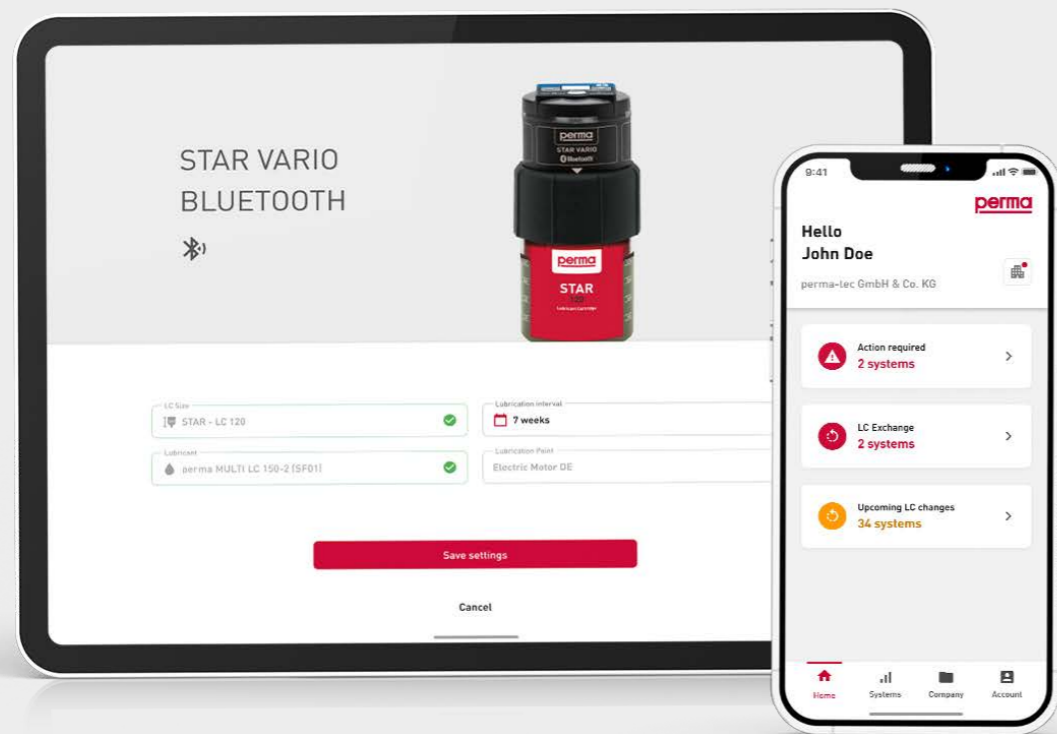 STAR VARIO
BLUETOOTH
perma
STAR VARIO
Bluetooth
perma
STAR
120
Lubricant Cartridge
LC Size
STAR - LC 120
Lubrication interval
7 weeks
Lubricant
perma MULTI LC 150-2 (SF01)
Lubrication Point
Electric Motor DE
Save settings
Cancel
9:41
perma
Hello
John Doe
perma-tec GmbH & Co. KG
Action required
2 systems
LC Exchange
2 systems
Upcoming LC changes
34 systems
Home
Systems
Company
Account